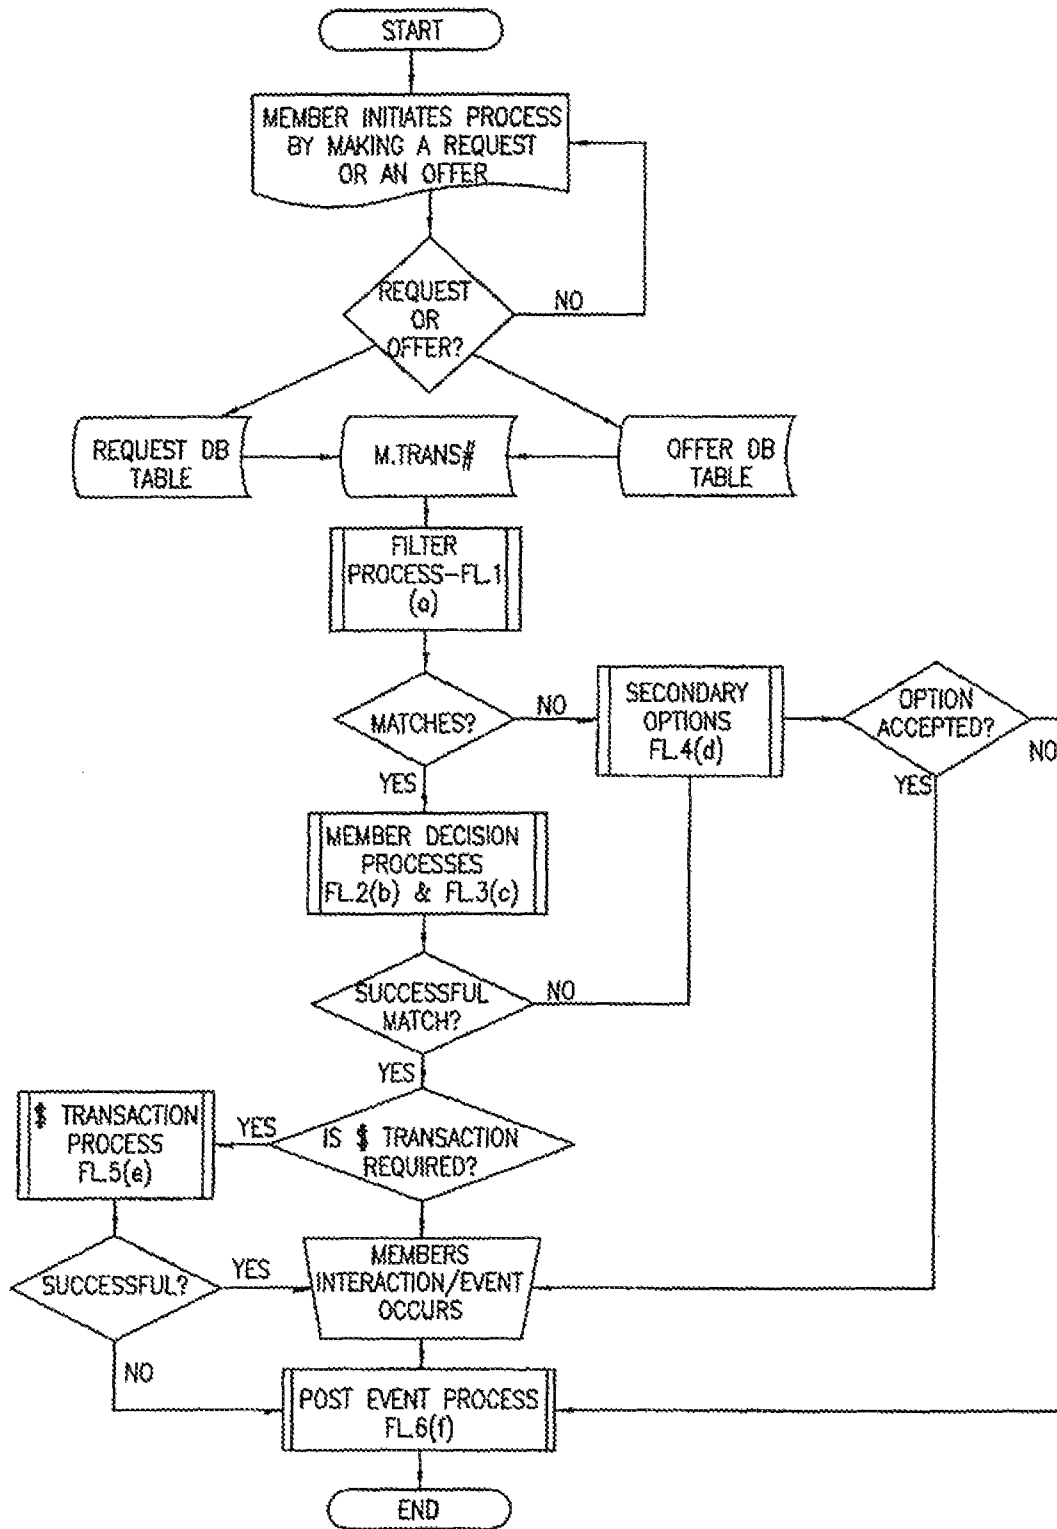 START
MEMBER INITIATES PROCESS
BY MAKING A REQUEST
OR AN OFFER
REQUEST
OR
OFFER?
NO
REQUEST DB
TABLE
M.TRANS#
OFFER DB
TABLE
FILTER
PROCESS-FL.1
(a)
MATCHES?
NO
YES
SECONDARY
OPTIONS
FL.4(d)
OPTION
ACCEPTED?
NO
YES
MEMBER DECISION
PROCESSES
FL.2(b) & FL.3(c)
SUCCESSFUL
MATCH?
NO
YES
IS $ TRANSACTION
REQUIRED?
YES
$ TRANSACTION
PROCESS
FL.5(e)
SUCCESSFUL?
YES
NO
MEMBERS
INTERACTION/EVENT
OCCURS
POST EVENT PROCESS
FL.6(f)
END